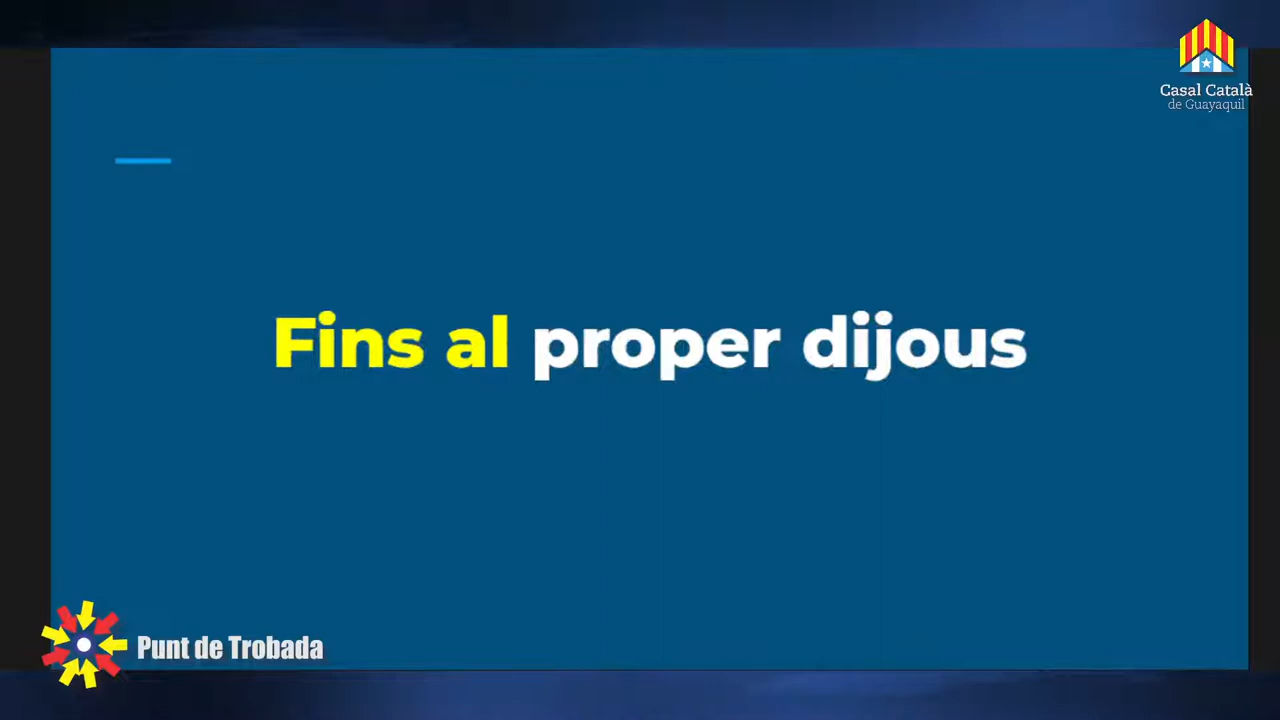 Casal Català
de Guayaquil
Fins al proper dijous
Punt de Trobada